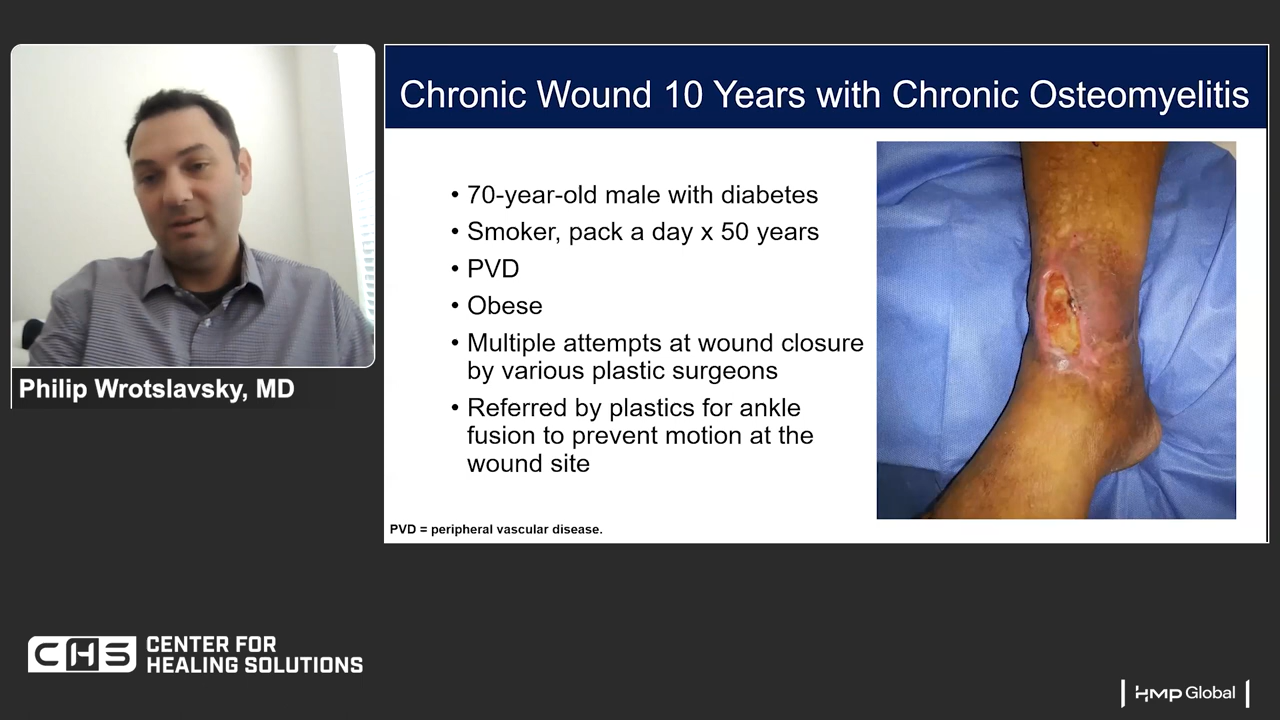 Chronic Wound 10 Years with Chronic Osteomyelitis
• 70-year-old male with diabetes
• Smoker, pack a day x 50 years
• PVD
• Obese
• Multiple attempts at wound closure
by various plastic surgeons
• Referred by plastics for ankle
fusion to prevent motion at the
wound site
PVD = peripheral vascular disease.
Philip Wrotslavsky, MD
CHS
CENTER FOR
HEALING SOLUTIONS
HMP Global